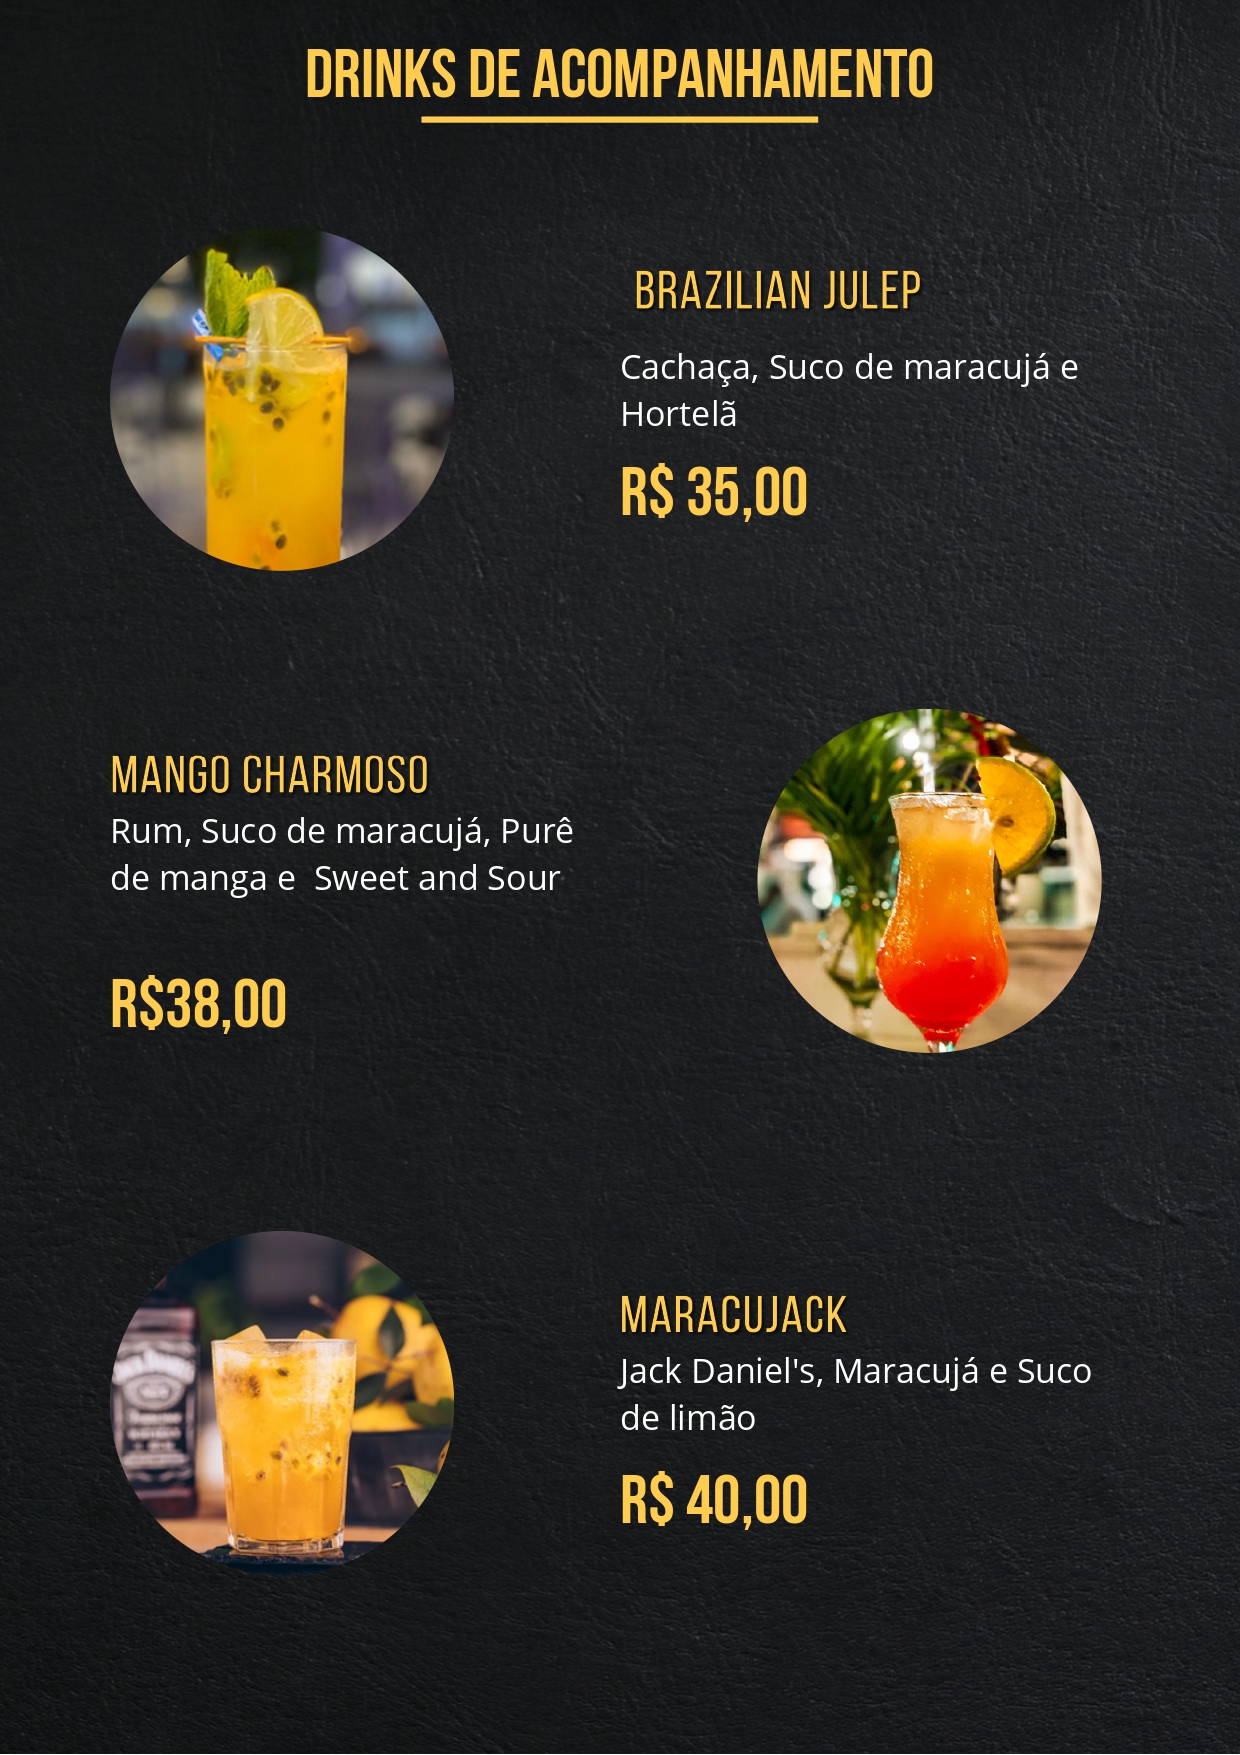 DRINKS DE ACOMPANHAMENTO
BRAZILIAN JULEP
Cachaça, Suco de maracujá e
Hortelã
R$ 35,00
MANGO CHARMOSO
Rum, Suco de maracujá, Purê
de manga e  Sweet and Sour
R$38,00
MARACUJACK
Jack Daniel's, Maracujá e Suco
de limão
R$ 40,00